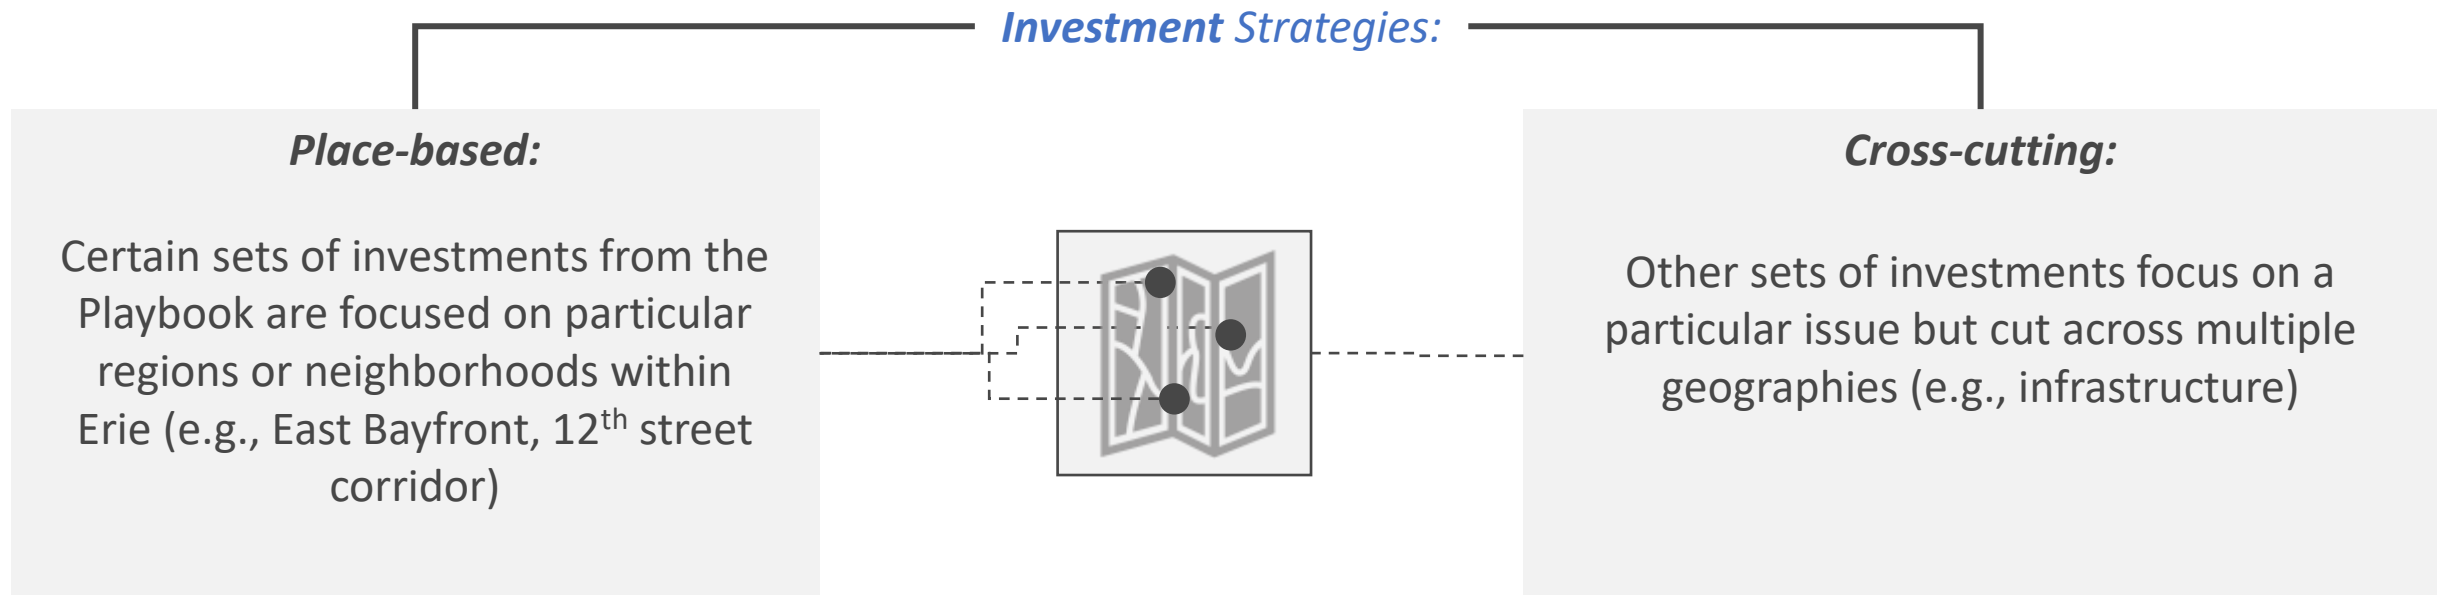 Investment Strategies:
Place-based:
Certain sets of investments from the
Playbook are focused on particular
regions or neighborhoods within
Erie (e.g., East Bayfront, 12th street
corridor)
Cross-cutting:
Other sets of investments focus on a
particular issue but cut across multiple
geographies (e.g., infrastructure)